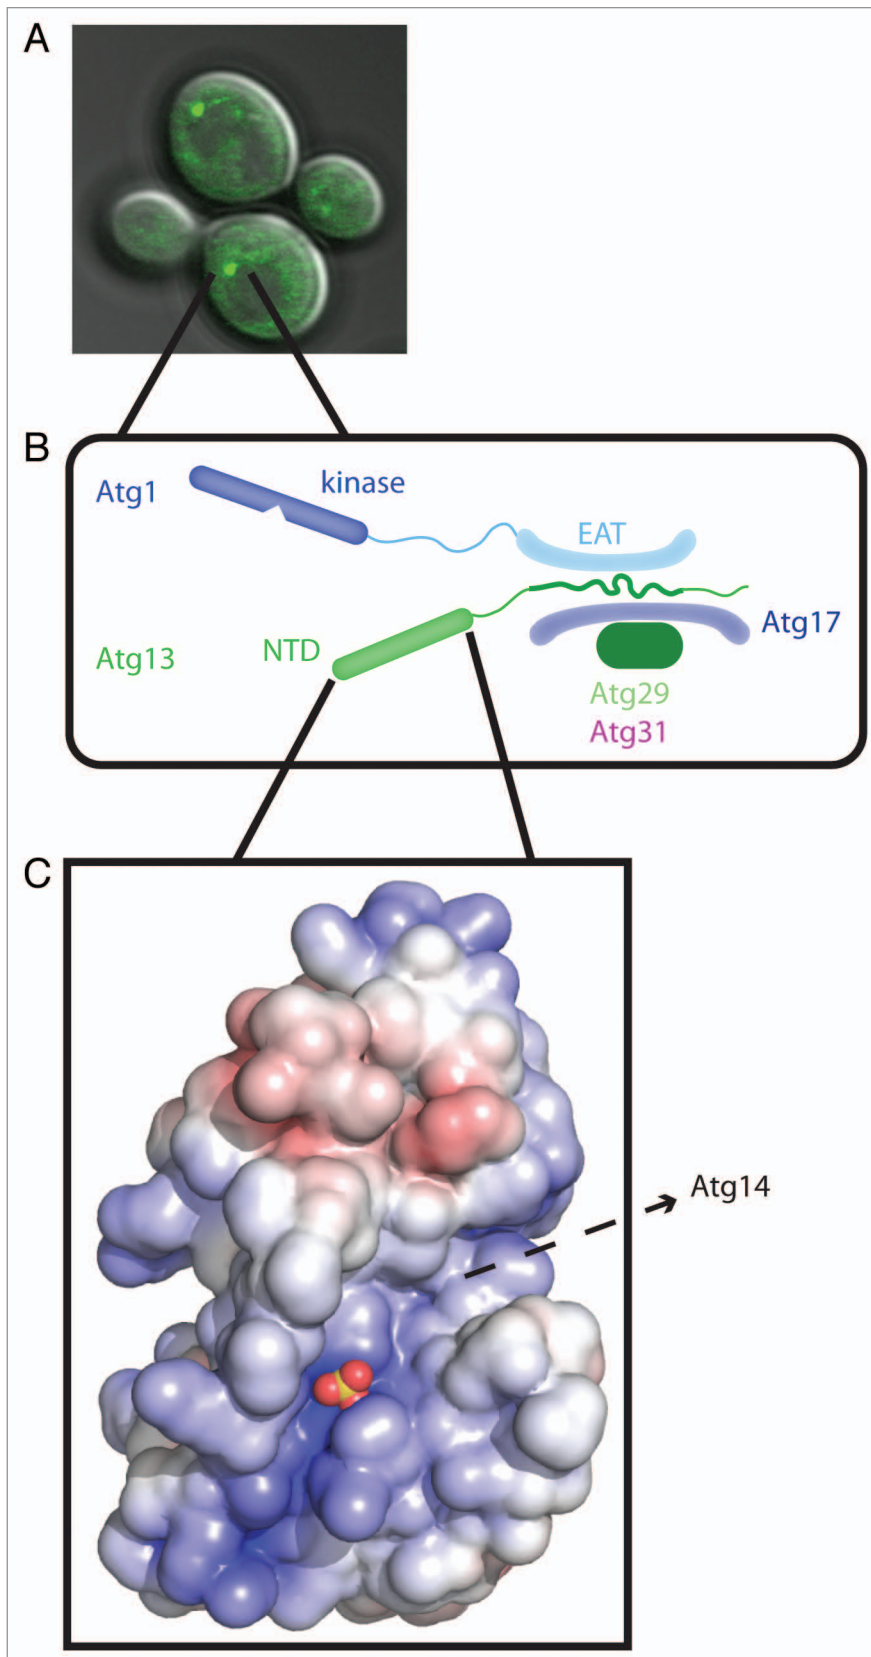 A
B
Atg1
kinase
EAT
Atg17
Atg13
NTD
Atg29
Atg31
C
Atg14